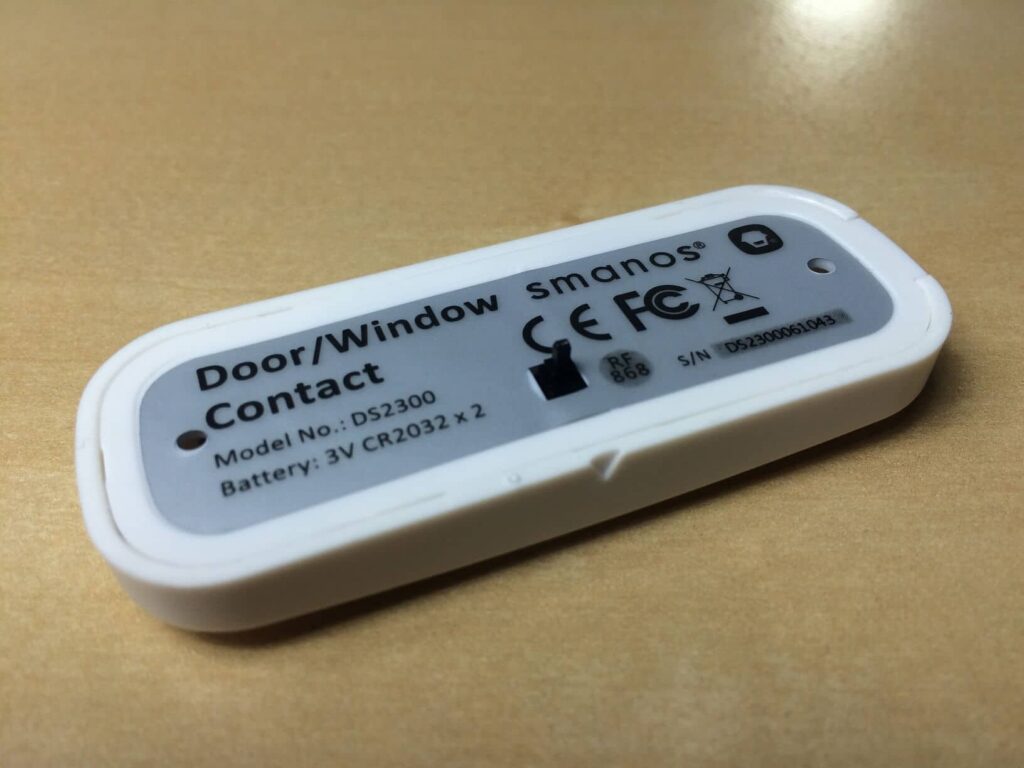 Door/Window
Contact
Model No.: DS2300
Battery: 3V CR2032 x 2
smanos®
CE FC
RF
868
S/N DS2300061043